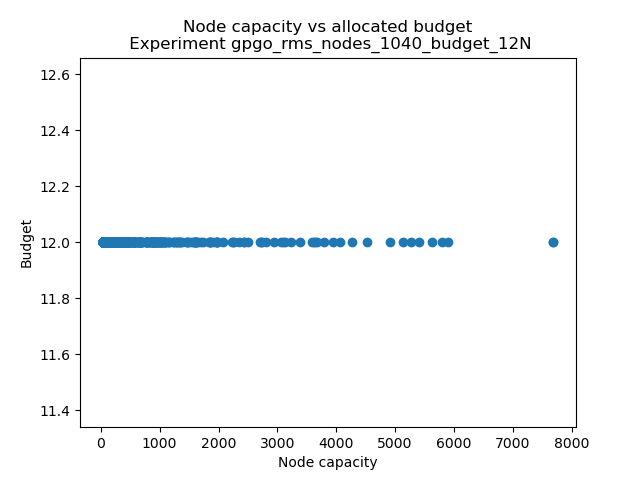 Node capacity vs allocated budget
Experiment gpgo_rms_nodes_1040_budget_12N
12.6
12.4
12.2
12.0
11.8
11.6
11.4
Budget
0 1000 2000 3000 4000 5000 6000 7000 8000
Node capacity